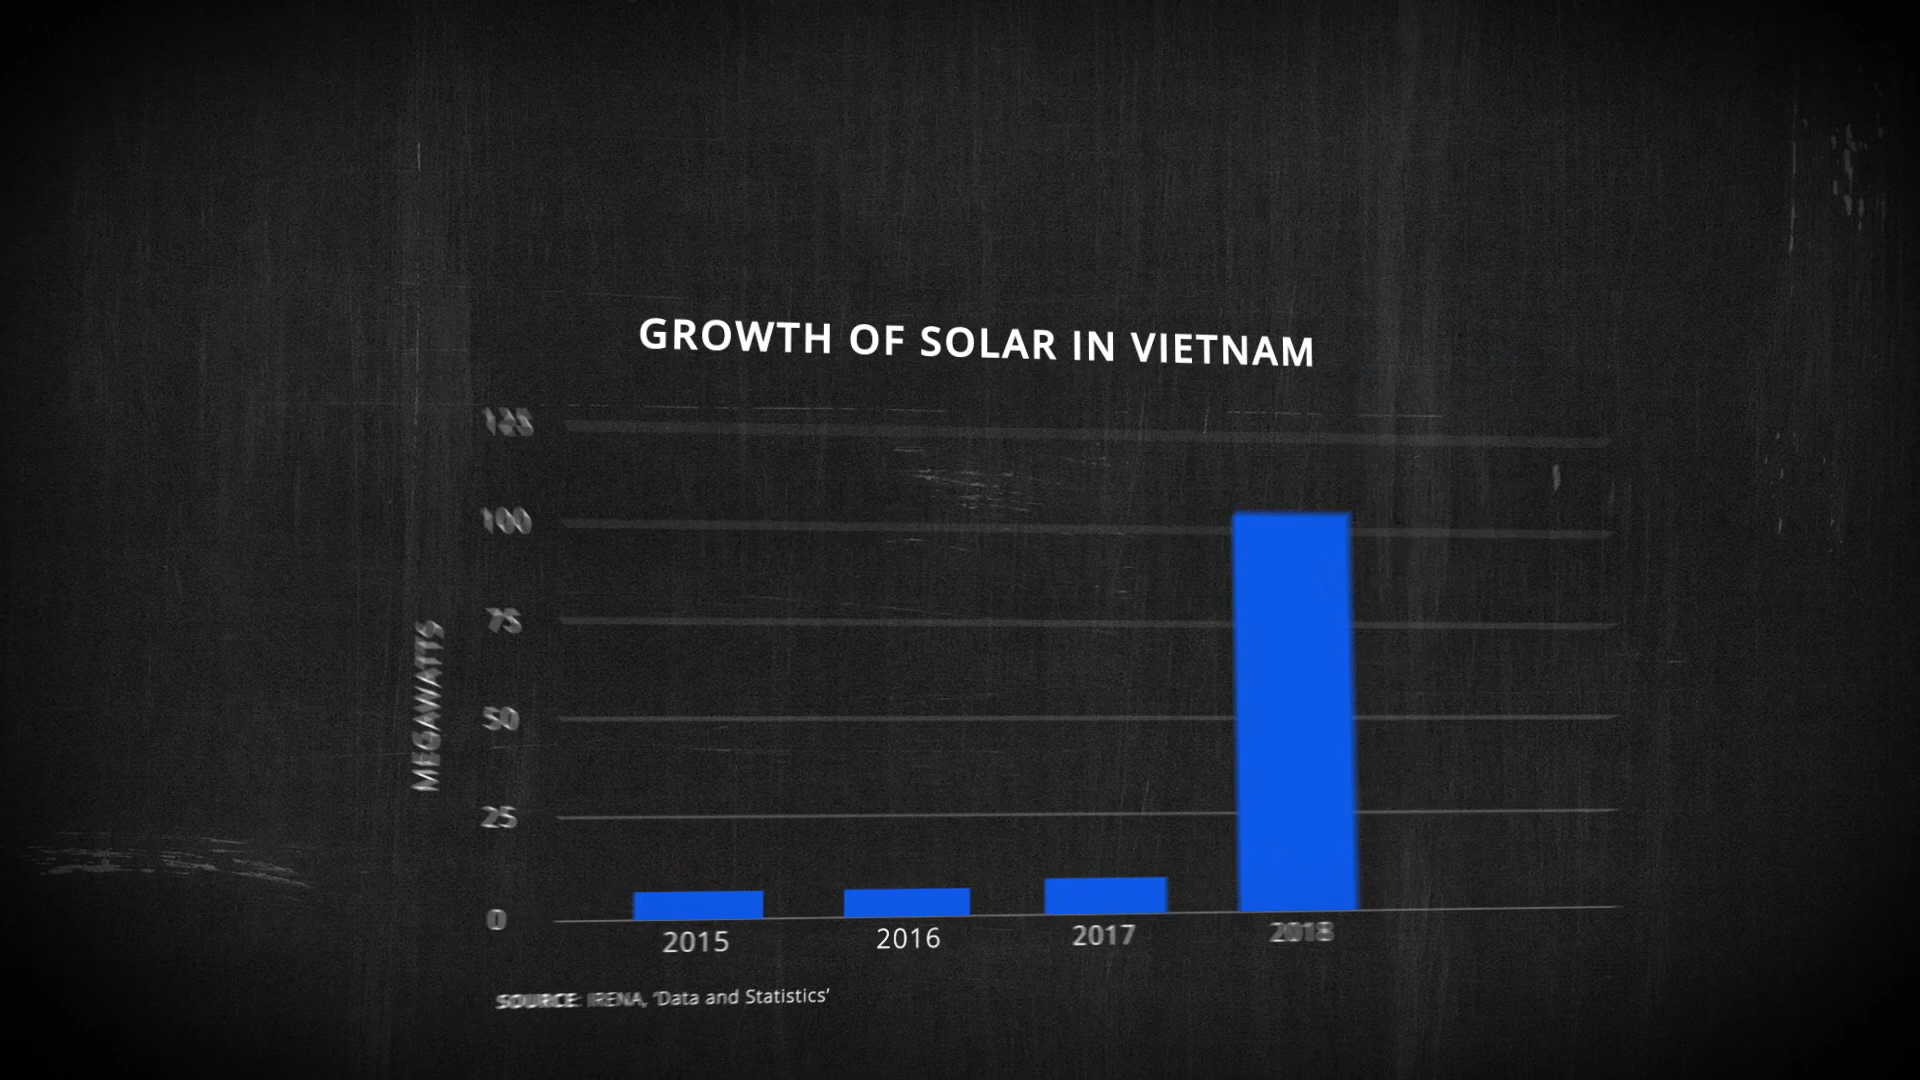 GROWTH OF SOLAR IN VIETNAM
125
100
75
50
25
0
MEGAWATTS
2015 2016 2017 2018
SOURCE: IRENA, 'Data and Statistics'